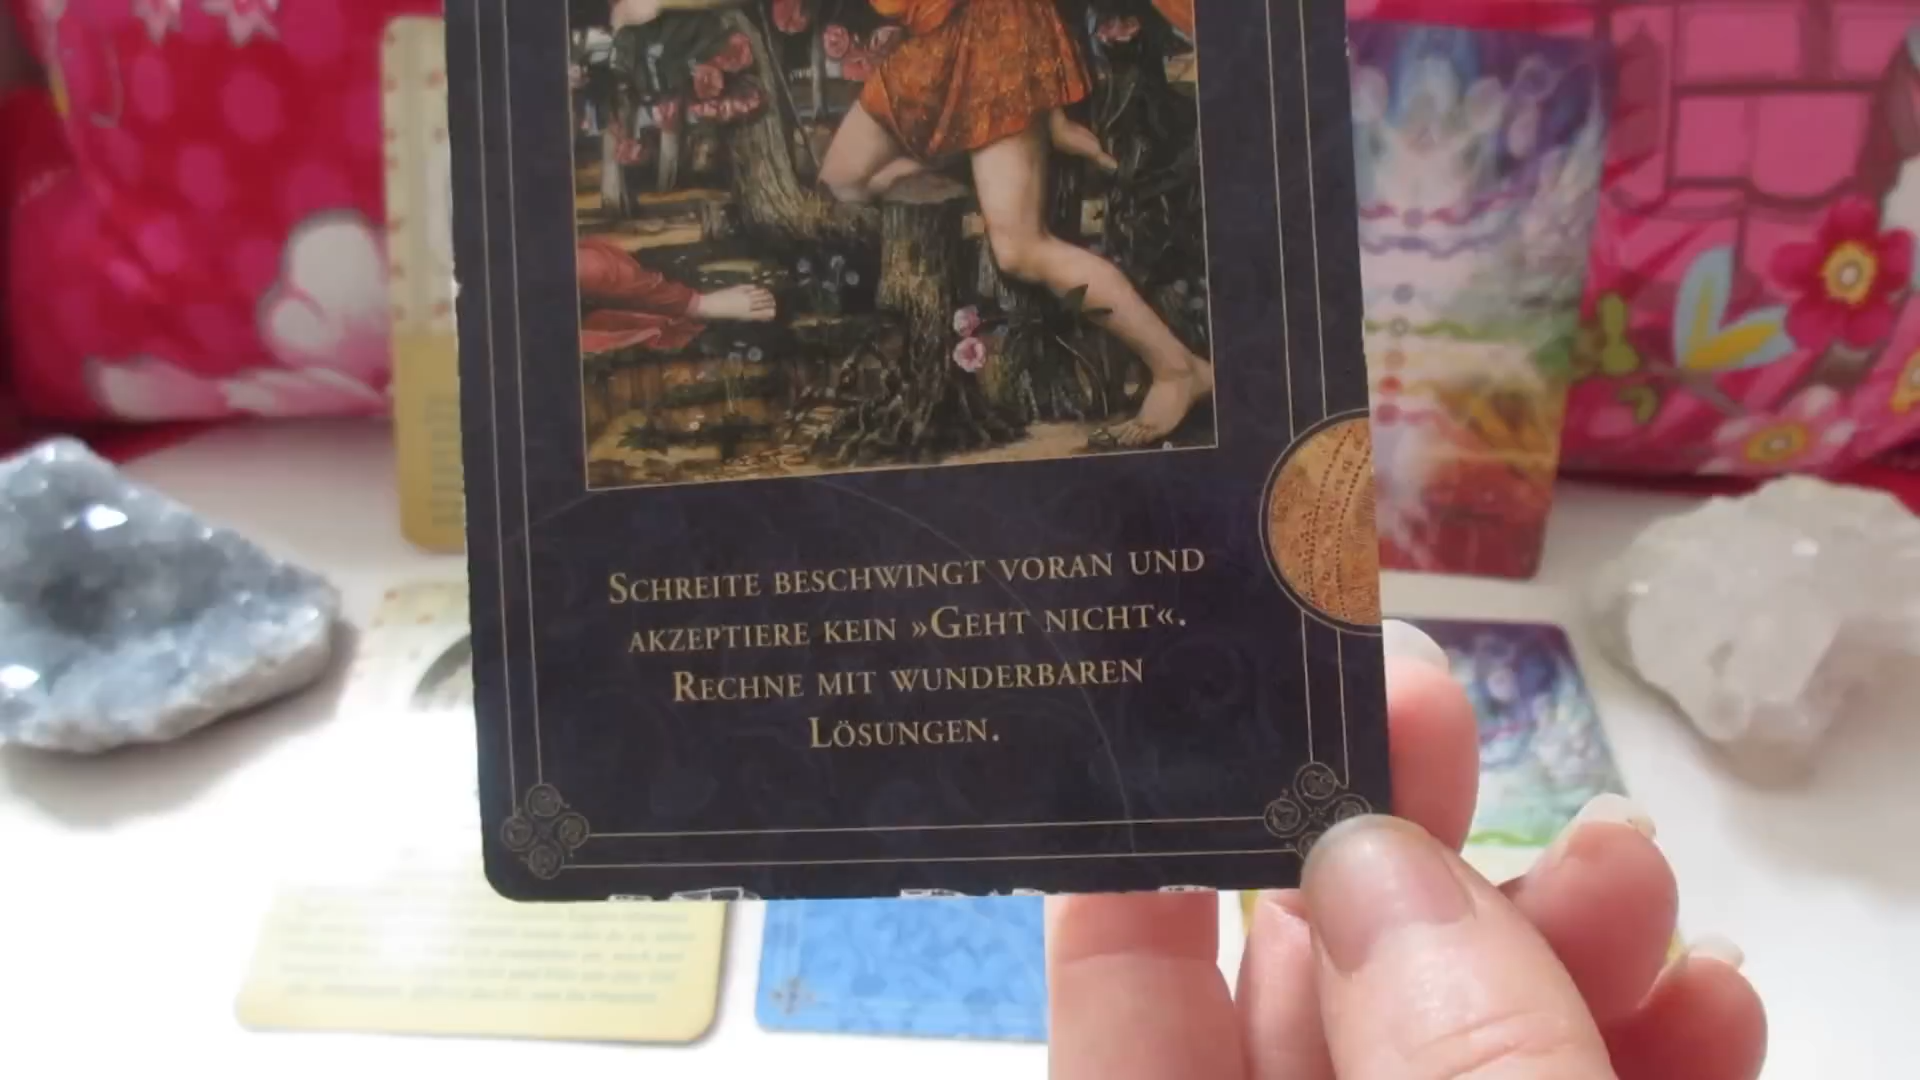 Schreite beschwingt voran und
akzeptiere kein »Geht nicht«.
Rechne mit wunderbaren
Lösungen.